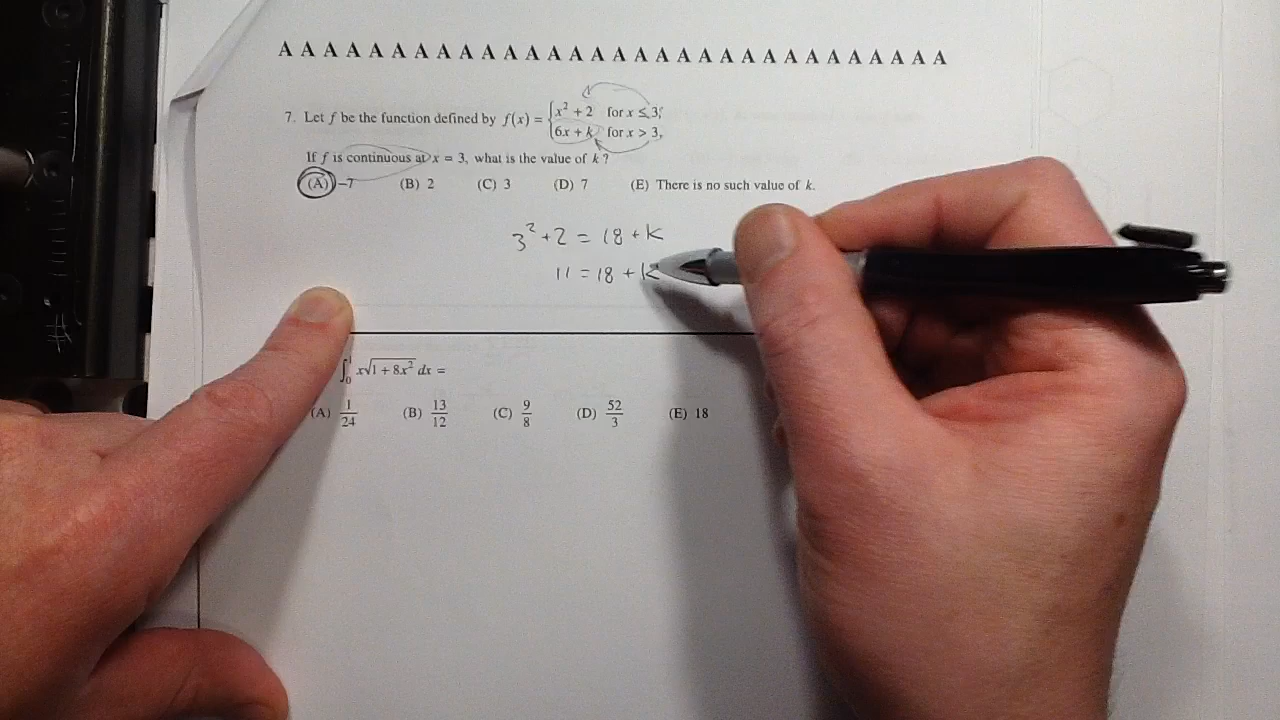 A A A A A A A A A A A A A A A A A A A A A A A A A A A A A A
7. Let f be the function defined by f(x) = { x² + 2 for x ≤ 3,
6x + k for x > 3,
If f is continuous at x = 3, what is the value of k ?
(A) −7 (B) 2 (C) 3 (D) 7 (E) There is no such value of k.
3² + 2 = 18 + k
11 = 18 + k
∫₀¹ x√(1 + 8x²) dx =
(A) 1/24 (B) 13/12 (C) 9/8 (D) 52/3 (E) 18